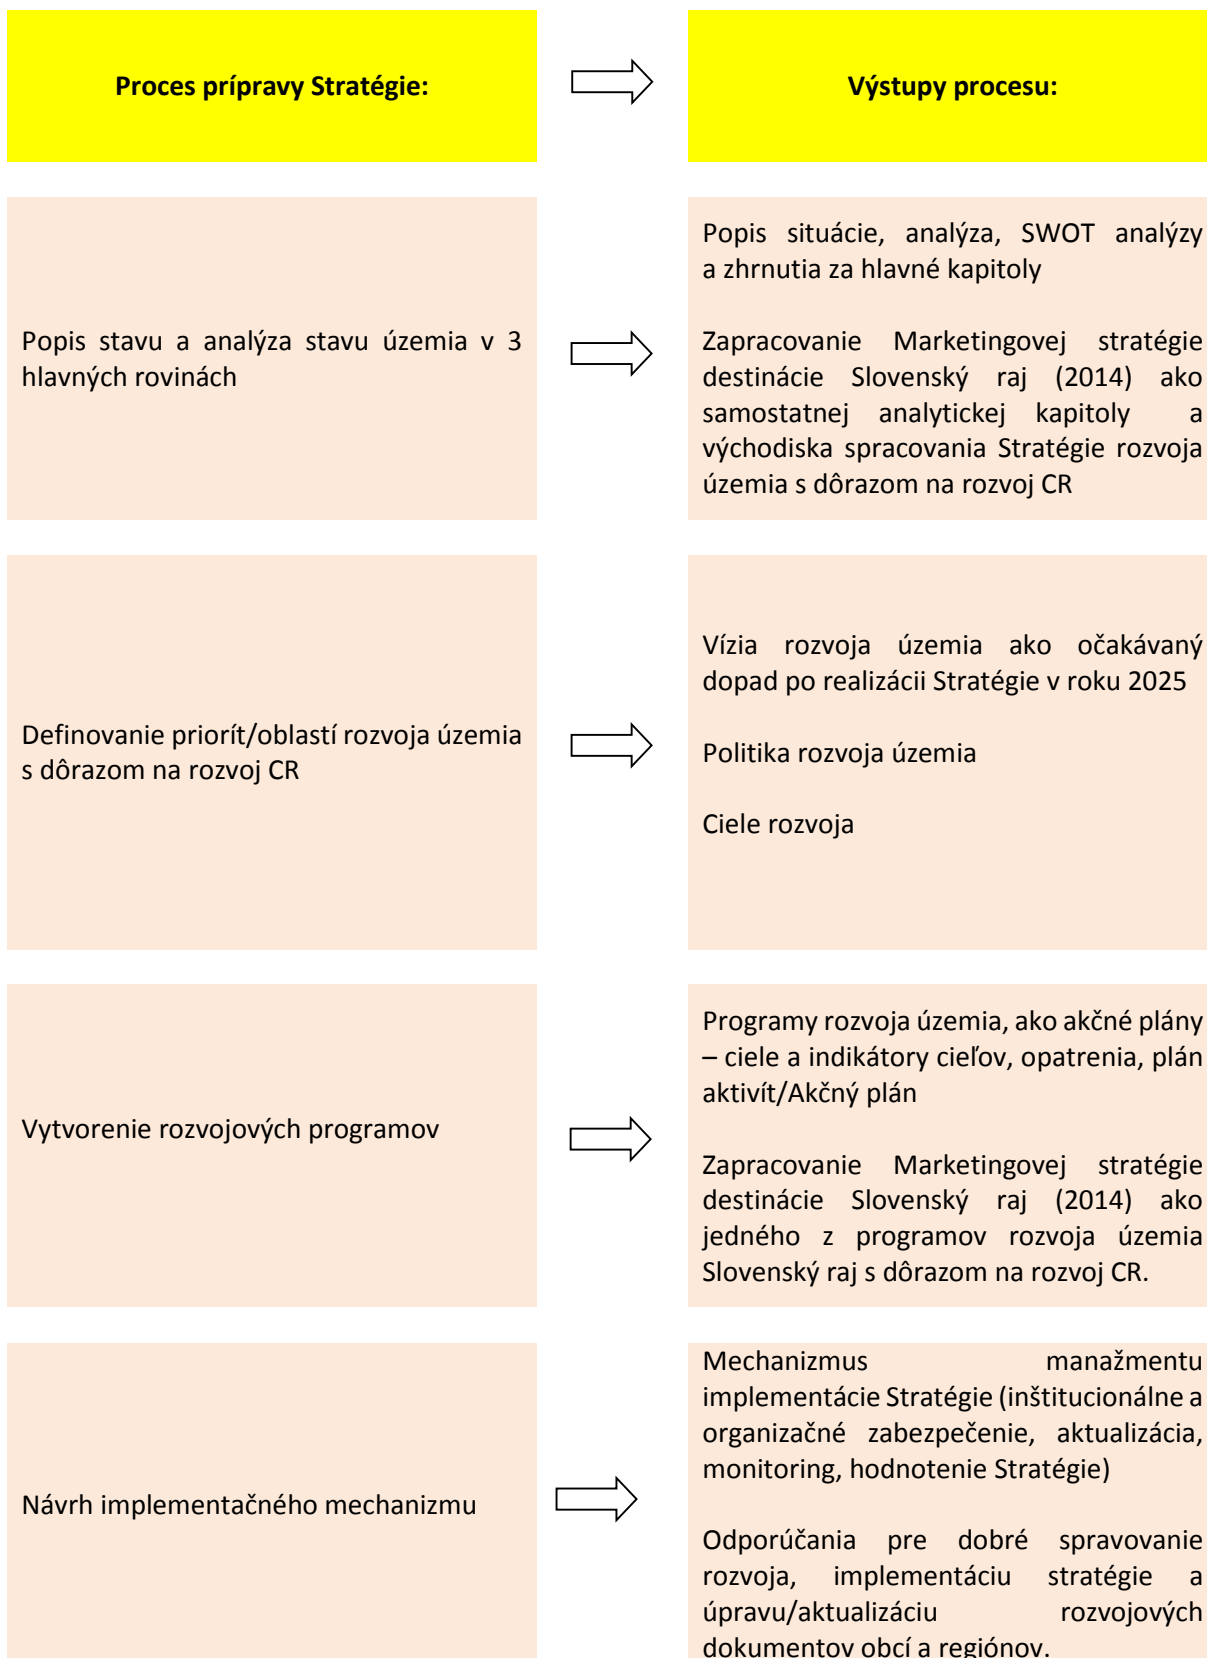 Proces prípravy Stratégie:
Výstupy procesu:
Popis stavu a analýza stavu územia v 3
hlavných rovinách
Popis situácie, analýza, SWOT analýzy
a zhrnutia za hlavné kapitoly
Zapracovanie Marketingovej stratégie
destinácie Slovenský raj (2014) ako
samostatnej analytickej kapitoly a
východiska spracovania Stratégie rozvoja
územia s dôrazom na rozvoj CR
Definovanie priorít/oblastí rozvoja územia
s dôrazom na rozvoj CR
Vízia rozvoja územia ako očakávaný
dopad po realizácii Stratégie v roku 2025
Politika rozvoja územia
Ciele rozvoja
Vytvorenie rozvojových programov
Programy rozvoja územia, ako akčné plány
– ciele a indikátory cieľov, opatrenia, plán
aktivít/Akčný plán
Zapracovanie Marketingovej stratégie
destinácie Slovenský raj (2014) ako
jedného z programov rozvoja územia
Slovenský raj s dôrazom na rozvoj CR.
Návrh implementačného mechanizmu
Mechanizmus manažmentu
implementácie Stratégie (inštitucionálne a
organizačné zabezpečenie, aktualizácia,
monitoring, hodnotenie Stratégie)
Odporúčania pre dobré spravovanie
rozvoja, implementáciu stratégie a
úpravu/aktualizáciu rozvojových
dokumentov obcí a regiónov.